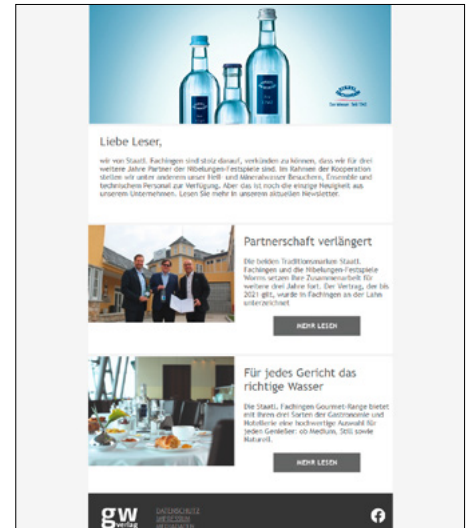 Das Wasser. Seit 1742.
Liebe Leser,
wir von Staatl. Fachingen sind stolz darauf, verkünden zu können, dass wir für drei
weitere Jahre Partner der Nibelungen-Festspiele sind. Im Rahmen der Kooperation
stellen wir unter anderem unser Heil- und Mineralwasser Besuchern, Ensemble und
technischem Personal zur Verfügung. Aber das ist noch die einzige Neuigkeit aus
unserem Unternehmen. Lesen Sie mehr in unserem aktuellen Newsletter.
Partnerschaft verlängert
Die beiden Traditionsmarken Staatl.
Fachingen und die Nibelungen-Festspiele
Worms setzen ihre Zusammenarbeit für
weitere drei Jahre fort. Der Vertrag, der bis
2021 gilt, wurde in Fachingen an der Lahn
unterzeichnet
MEHR LESEN
Für jedes Gericht das
richtige Wasser
Die Staatl. Fachingen Gourmet-Range bietet
mit ihren drei Sorten der Gastronomie und
Hotellerie eine hochwertige Auswahl für
jeden Genießer: ob Medium, Still sowie
Naturell.
MEHR LESEN
gw
verlag
DATENSCHUTZ
IMPRESSUM